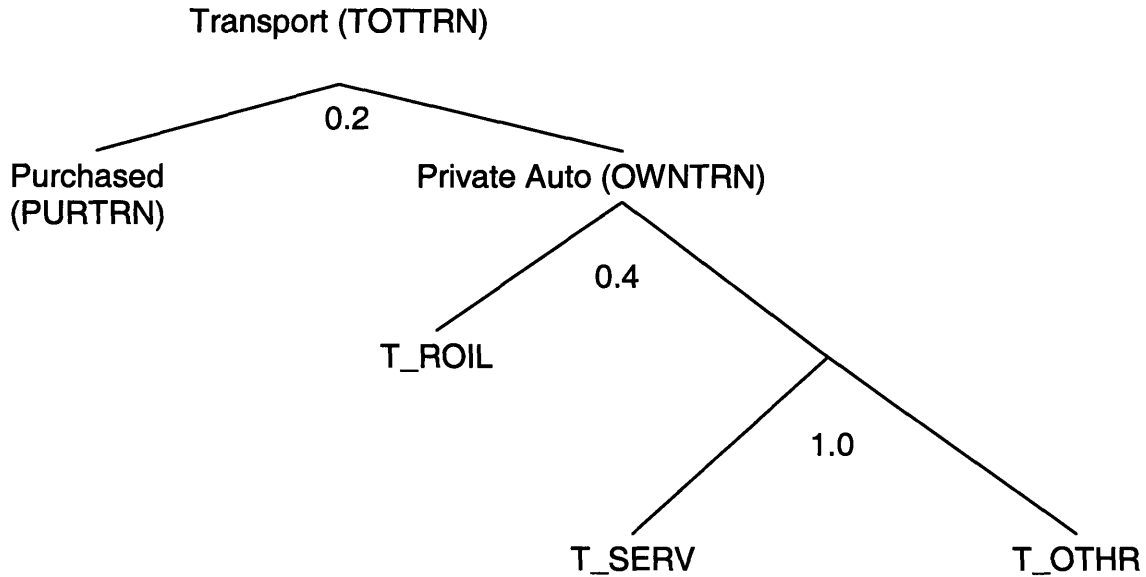 Transport (TOTTRN)
0.2
Purchased
(PURTRN)
Private Auto (OWNTRN)
0.4
T_ROIL
1.0
T_SERV
T_OTHR